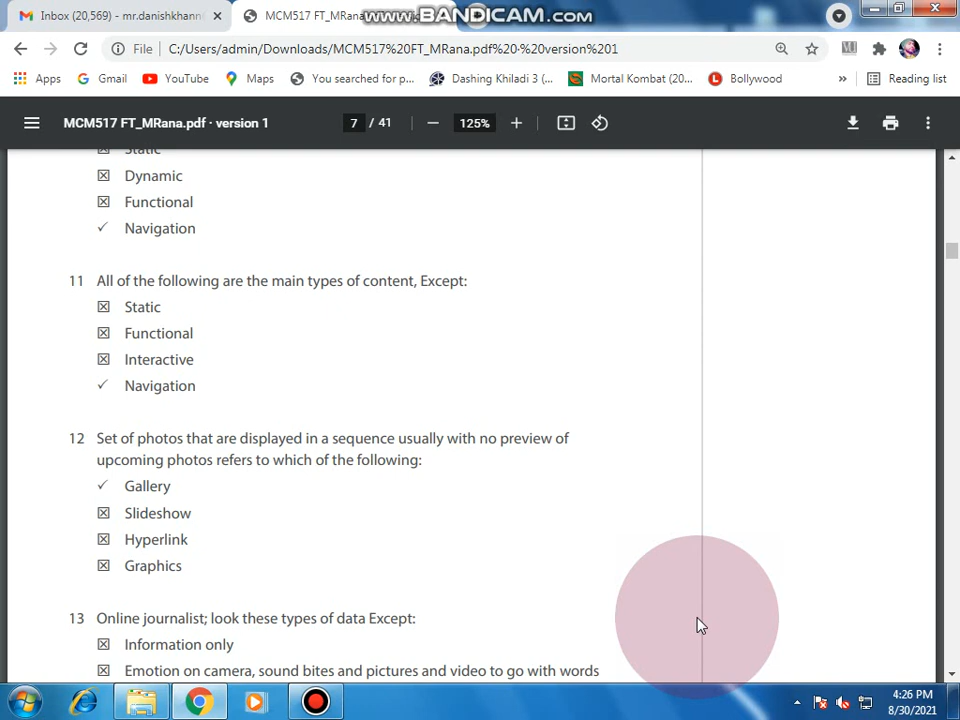 Inbox (20,569) - mr.danishkhann
MCM517 FT_MRana
WWW.BANDICAM.COM
File
C:/Users/admin/Downloads/MCM517%20FT_MRana.pdf%20·%20version%201
Apps
Gmail
YouTube
Maps
You searched for p...
Dashing Khiladi 3 (...
Mortal Kombat (20...
Bollywood
»
Reading list
MCM517 FT_MRana.pdf · version 1
7 / 41
125%
Static
Dynamic
Functional
Navigation
11 All of the following are the main types of content, Except:
Static
Functional
Interactive
Navigation
12 Set of photos that are displayed in a sequence usually with no preview of
upcoming photos refers to which of the following:
Gallery
Slideshow
Hyperlink
Graphics
13 Online journalist; look these types of data Except:
Information only
Emotion on camera, sound bites and pictures and video to go with words
4:26 PM
8/30/2021